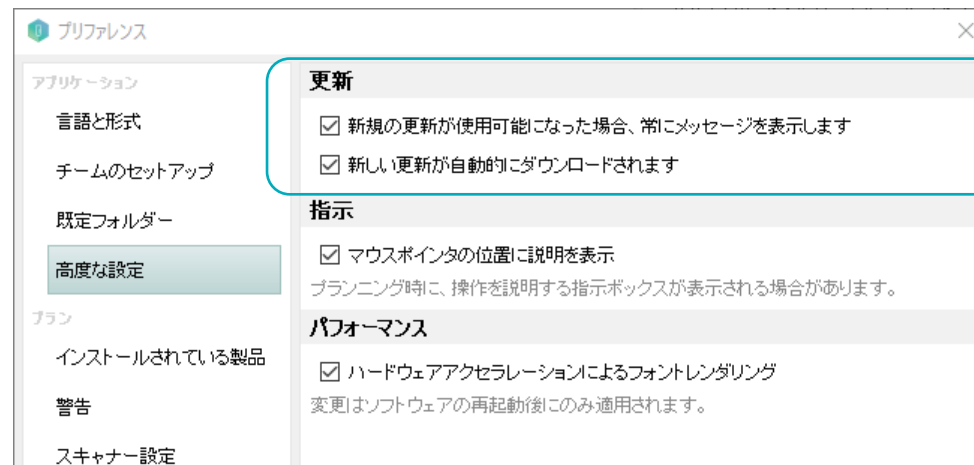 プリファレンス
アプリケーション
言語と形式
チームのセットアップ
既定フォルダー
高度な設定
プラン
インストールされている製品
警告
スキャナー設定
更新
新規の更新が使用可能になった場合、常にメッセージを表示します
新しい更新が自動的にダウンロードされます
指示
マウスポインタの位置に説明を表示
プランニング時に、操作を説明する指示ボックスが表示される場合があります。
パフォーマンス
ハードウェアアクセラレーションによるフォントレンダリング
変更はソフトウェアの再起動後にのみ適用されます。